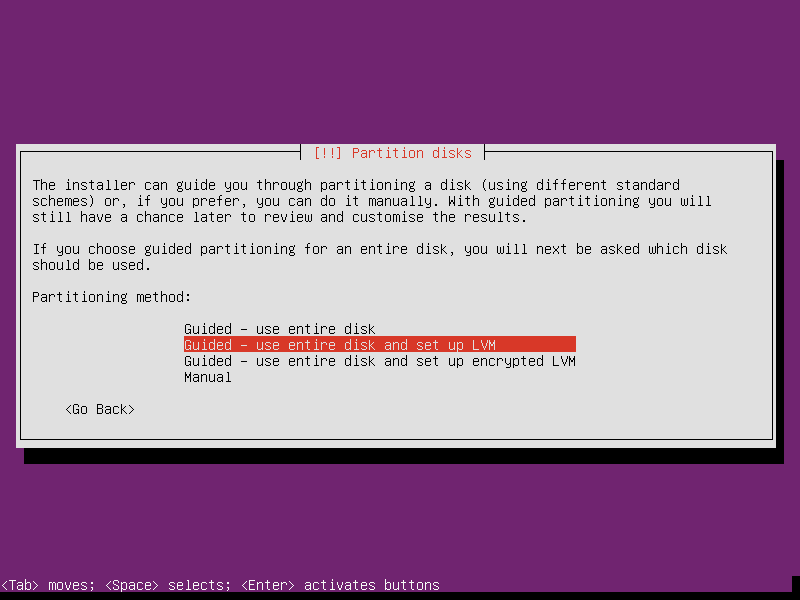 [!!] Partition disks
The installer can guide you through partitioning a disk (using different standard
schemes) or, if you prefer, you can do it manually. With guided partitioning you will
still have a chance later to review and customise the results.
If you choose guided partitioning for an entire disk, you will next be asked which disk
should be used.
Partitioning method:
Guided – use entire disk
Guided – use entire disk and set up LVM
Guided – use entire disk and set up encrypted LVM
Manual
<Go Back>
<Tab> moves; <Space> selects; <Enter> activates buttons